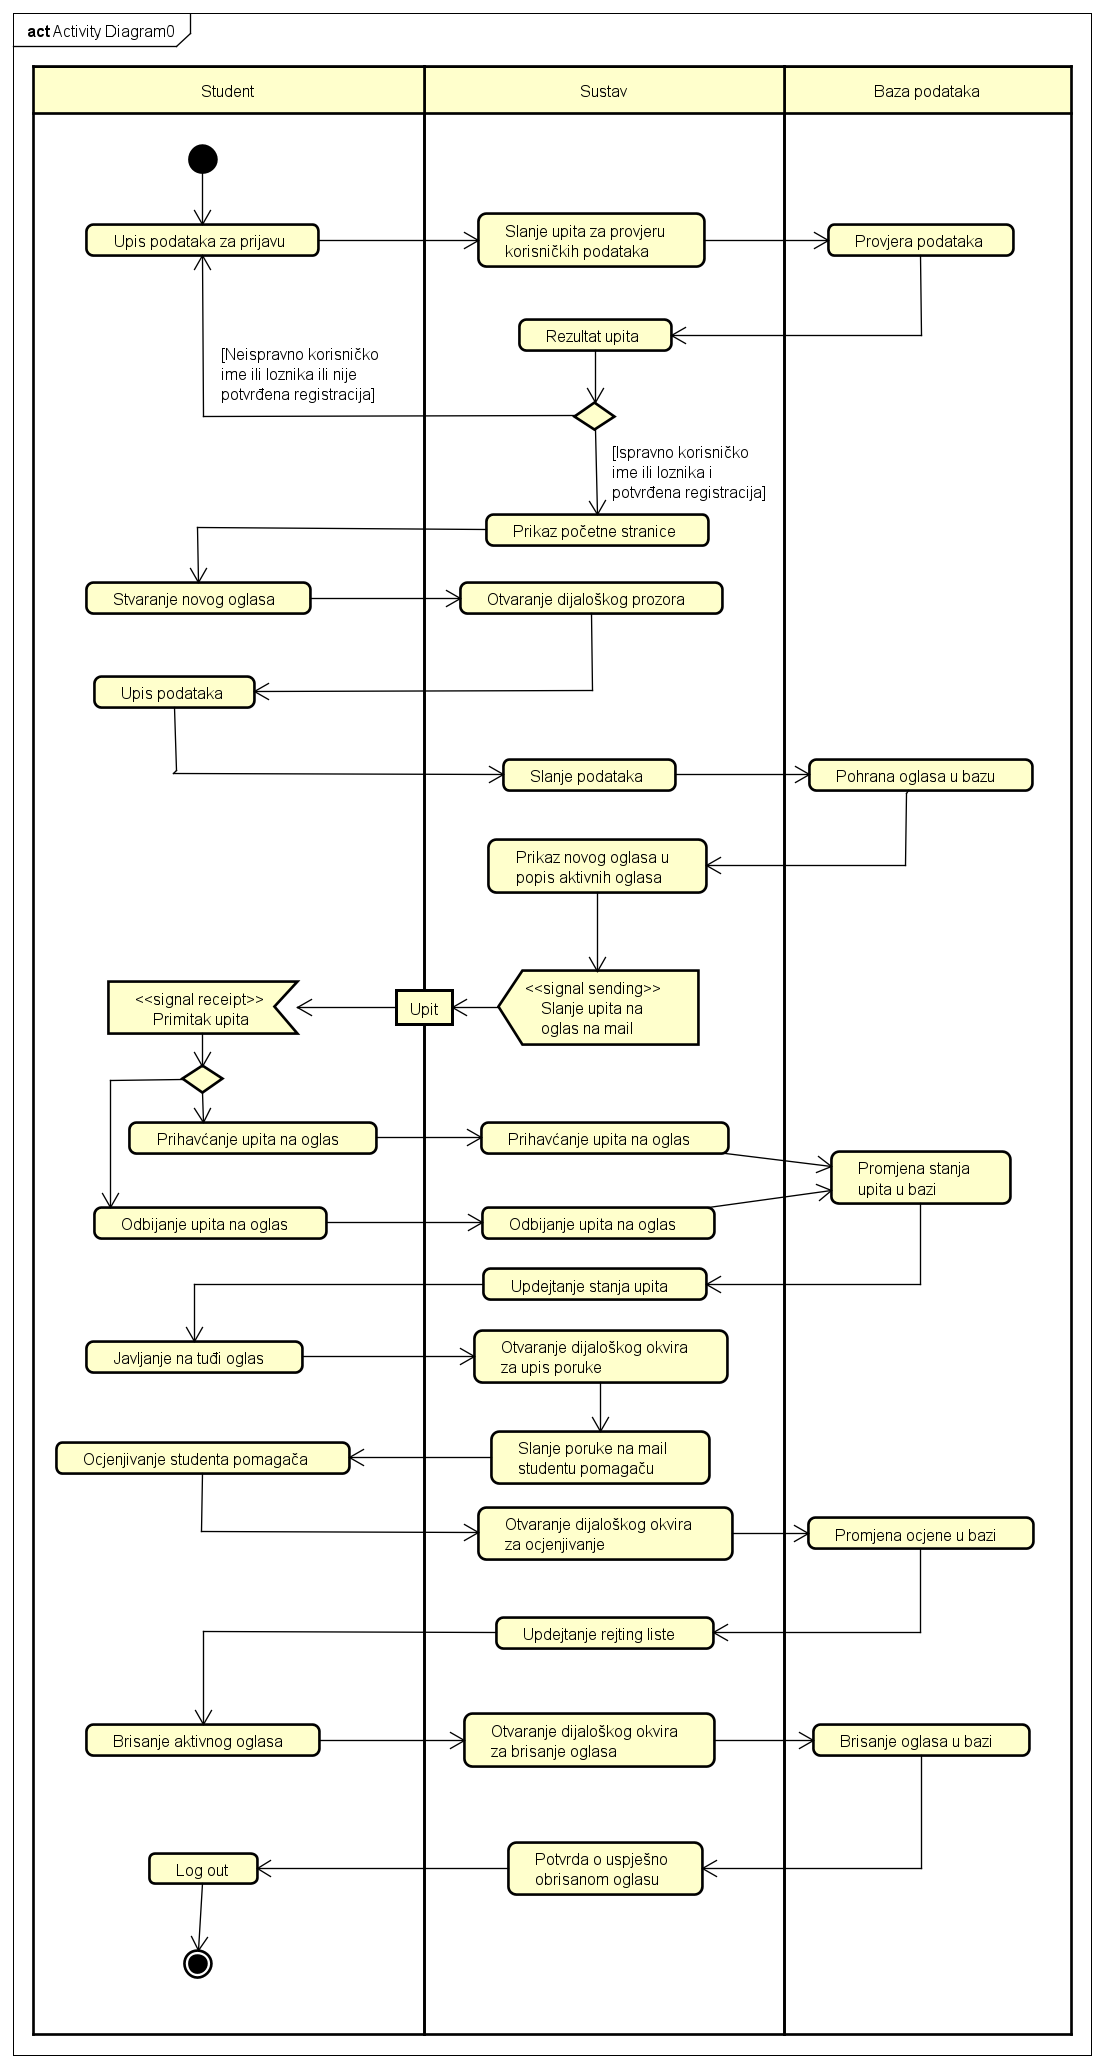 act Activity Diagram0
Student
Sustav
Baza podataka
Upis podataka za prijavu
Slanje upita za provjeru
korisničkih podataka
Provjera podataka
Rezultat upita
[Neispravno korisničko
ime ili loznika ili nije
potvrđena registracija]
[Ispravno korisničko
ime ili loznika i
potvrđena registracija]
Prikaz početne stranice
Stvaranje novog oglasa
Otvaranje dijaloškog prozora
Upis podataka
Slanje podataka
Pohrana oglasa u bazu
Prikaz novog oglasa u
popis aktivnih oglasa
<<signal receipt>>
Primitak upita
Upit
<<signal sending>>
Slanje upita na
oglas na mail
Prihavćanje upita na oglas
Prihavćanje upita na oglas
Promjena stanja
upita u bazi
Odbijanje upita na oglas
Odbijanje upita na oglas
Updejtanje stanja upita
Javljanje na tuđi oglas
Otvaranje dijaloškog okvira
za upis poruke
Ocjenjivanje studenta pomagača
Slanje poruke na mail
studentu pomagaču
Otvaranje dijaloškog okvira
za ocjenjivanje
Promjena ocjene u bazi
Updejtanje rejting liste
Brisanje aktivnog oglasa
Otvaranje dijaloškog okvira
za brisanje oglasa
Brisanje oglasa u bazi
Log out
Potvrda o uspješno
obrisanom oglasu